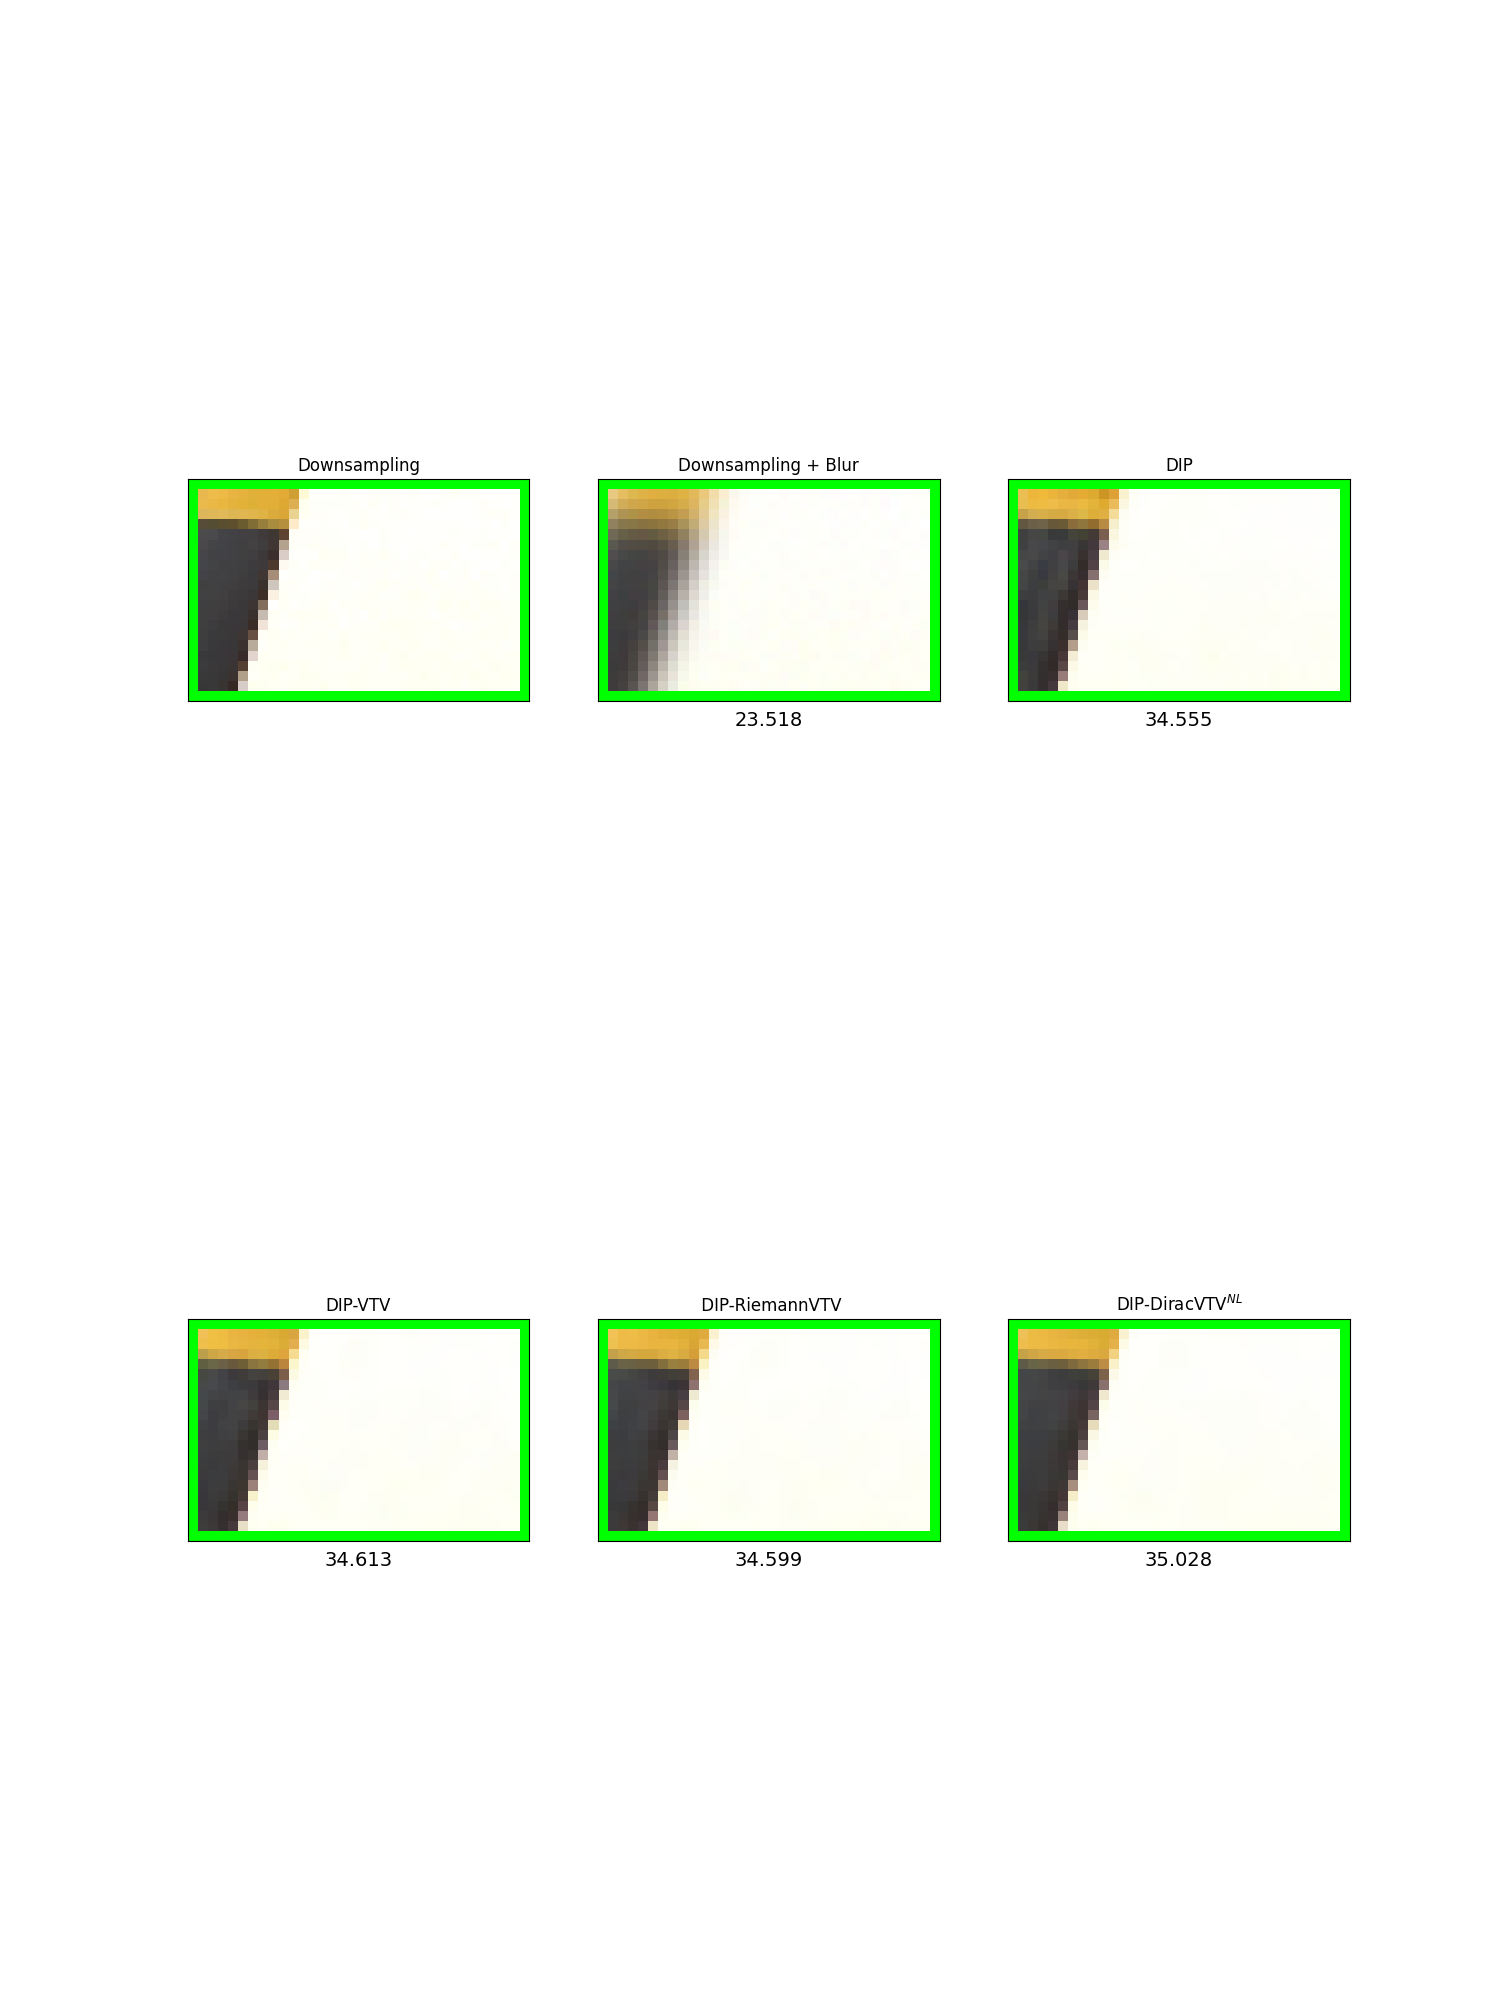 Downsampling
Downsampling + Blur
DIP
23.518
34.555
DIP-VTV
DIP-RiemannVTV
DIP-DiracVTV^NL
34.613
34.599
35.028